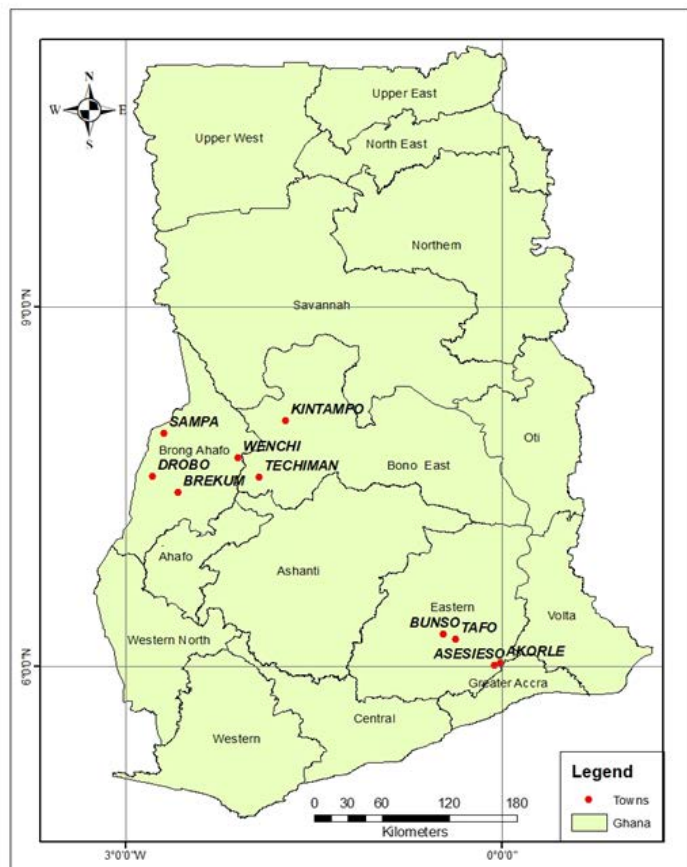 N
W E
S
Upper East
North East
Upper West
Northern
Savannah
9°0'0"N
KINTAMPO
SAMPA
Oti
Brong Ahafo
WENCHI
DROBO
TECHIMAN
Bono East
BREKUM
Ahafo
Ashanti
Eastern
Volta
BUNSO
TAFO
Western North
ASESIESO
AKORLE
6°0'0"N
Greater Accra
Central
Western
Legend
Towns
Ghana
0 30 60 120 180
Kilometers
3°0'0"W
0°0'0"